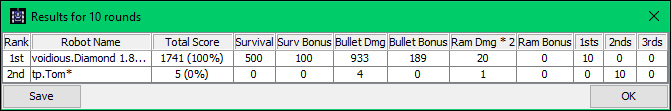 Results for 10 rounds
Rank Robot Name Total Score Survival Surv Bonus Bullet Dmg Bullet Bonus Ram Dmg * 2 Ram Bonus 1sts 2nds 3rds
1st voidious.Diamond 1.8... 1741 (100%) 500 100 933 189 20 0 10 0 0
2nd tp.Tom* 5 (0%) 0 0 4 0 1 0 0 10 0
Save OK